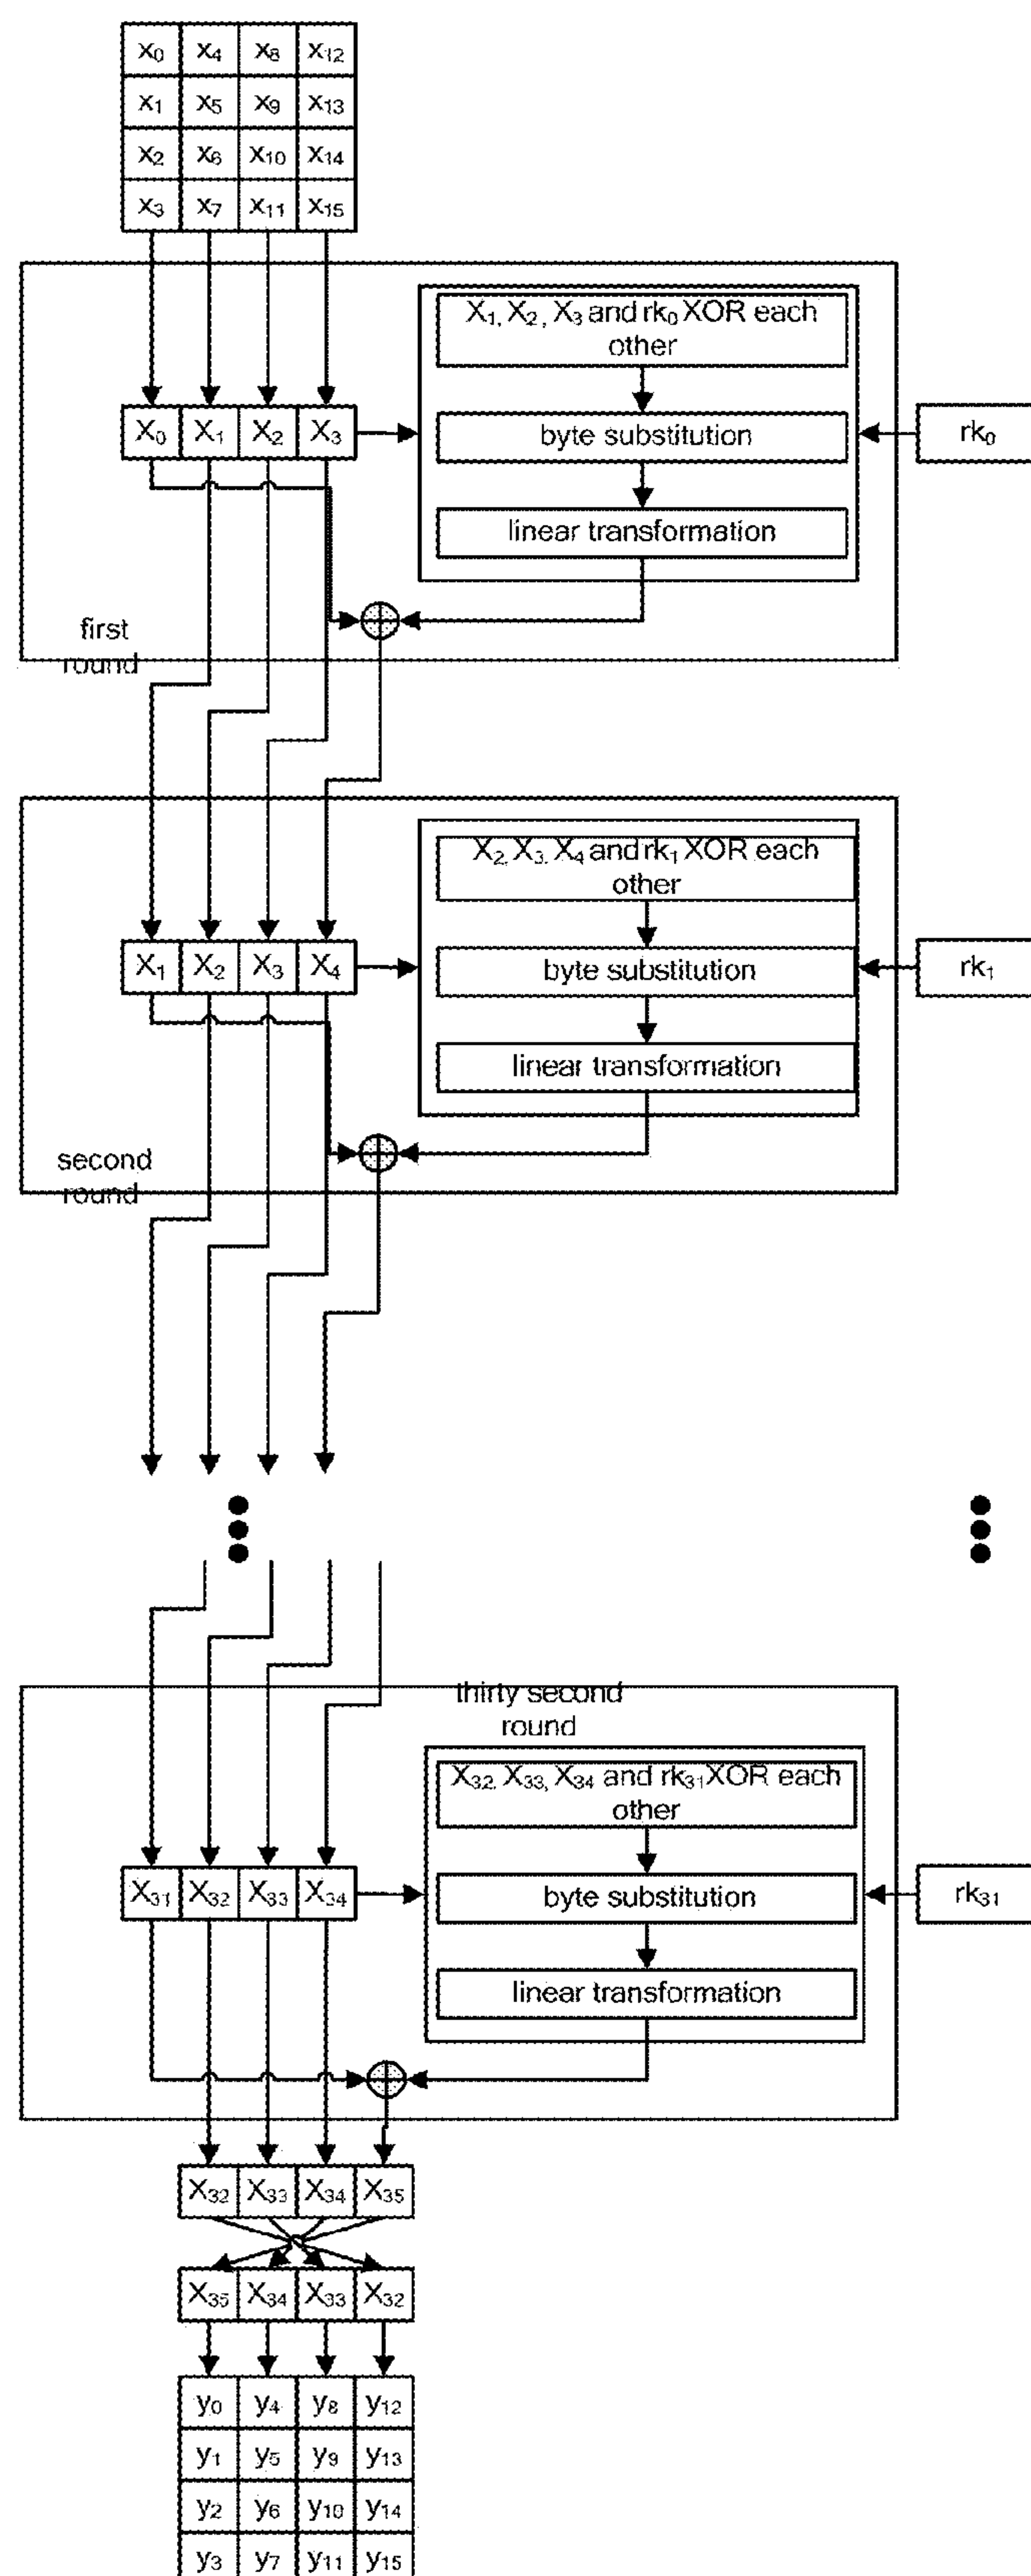 x₀ x₄ x₈ x₁₂
x₁ x₅ x₉ x₁₃
x₂ x₆ x₁₀ x₁₄
x₃ x₇ x₁₁ x₁₅
X₁, X₂, X₃ and rk₀ XOR each
other
X₀ X₁ X₂ X₃
byte substitution
rk₀
linear transformation
first
round
X₂, X₃, X₄ and rk₁ XOR each
other
X₁ X₂ X₃ X₄
byte substitution
rk₁
linear transformation
second
round
thirty second
round
X₃₂, X₃₃, X₃₄ and rk₃₁ XOR each
other
X₃₁ X₃₂ X₃₃ X₃₄
byte substitution
rk₃₁
linear transformation
X₃₂ X₃₃ X₃₄ X₃₅
X₃₅ X₃₄ X₃₃ X₃₂
y₀ y₄ y₈ y₁₂
y₁ y₅ y₉ y₁₃
y₂ y₆ y₁₀ y₁₄
y₃ y₇ y₁₁ y₁₅